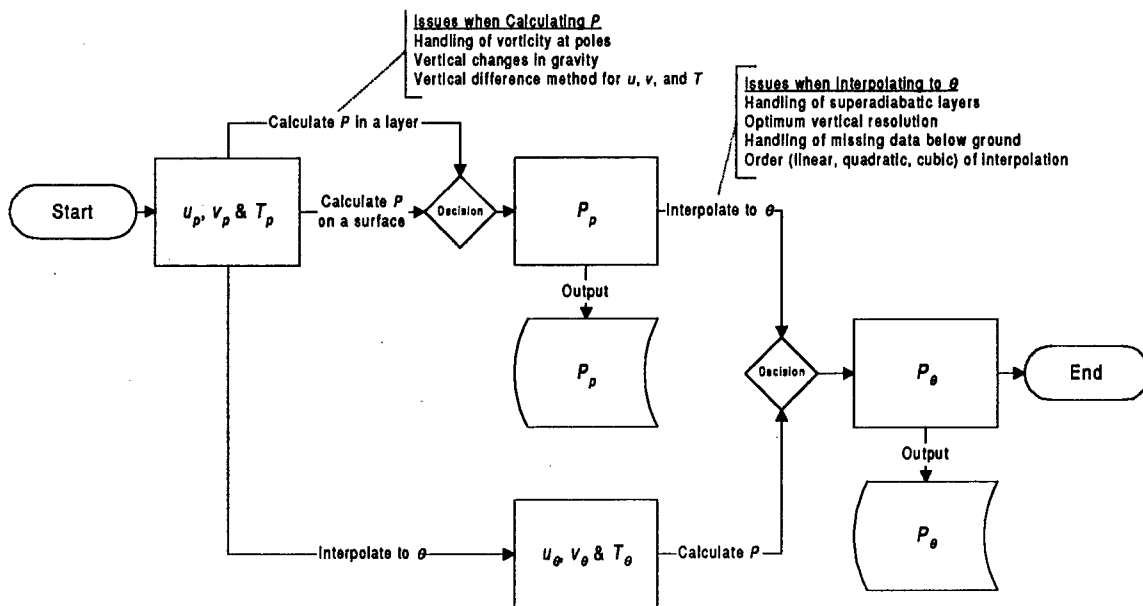 Issues when Calculating P
Handling of vorticity at poles
Vertical changes in gravity
Vertical difference method for u, v, and T
Issues when Interpolating to θ
Handling of superadiabatic layers
Optimum vertical resolution
Handling of missing data below ground
Order (linear, quadratic, cubic) of interpolation
Calculate P in a layer
Start
u_p, v_p & T_p
Calculate P
on a surface
Decision
P_p
Interpolate to θ
Output
P_p
Decision
P_θ
End
Output
P_θ
Interpolate to θ
u_θ, v_θ & T_θ
Calculate P